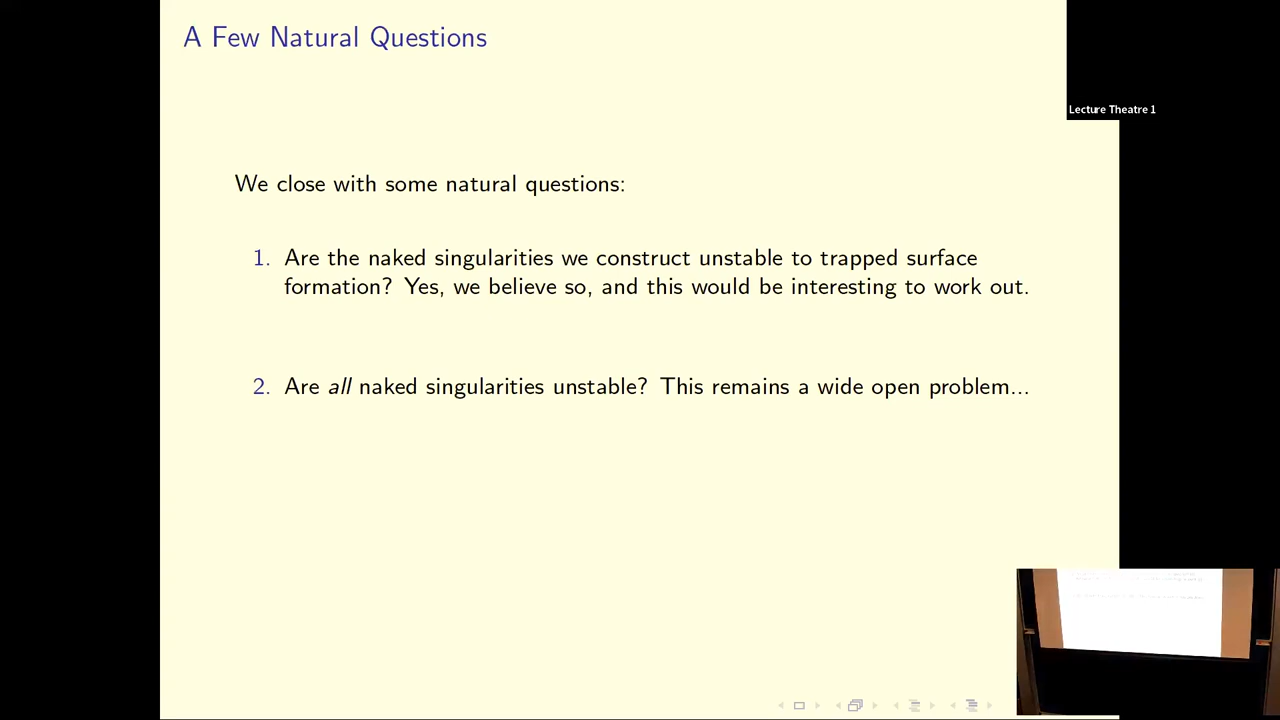 A Few Natural Questions
Lecture Theatre 1
We close with some natural questions:
1. Are the naked singularities we construct unstable to trapped surface
formation? Yes, we believe so, and this would be interesting to work out.
2. Are all naked singularities unstable? This remains a wide open problem...